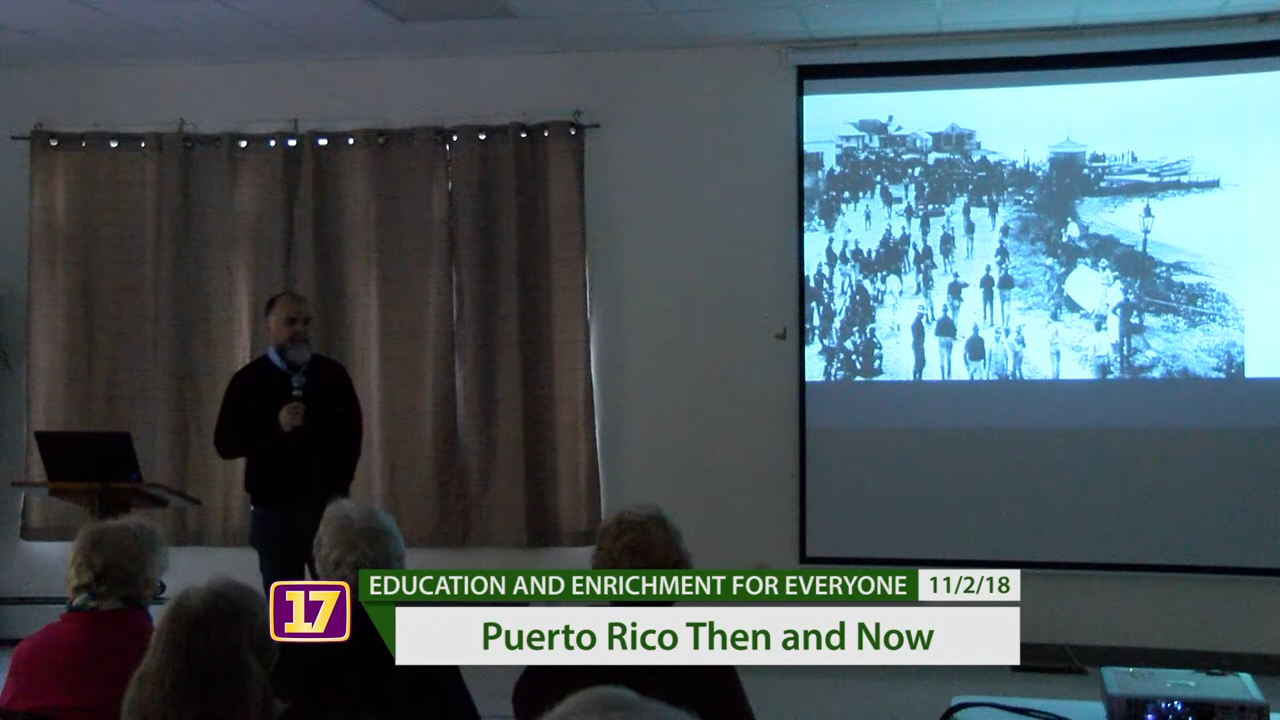 EDUCATION AND ENRICHMENT FOR EVERYONE 11/2/18
17
Puerto Rico Then and Now